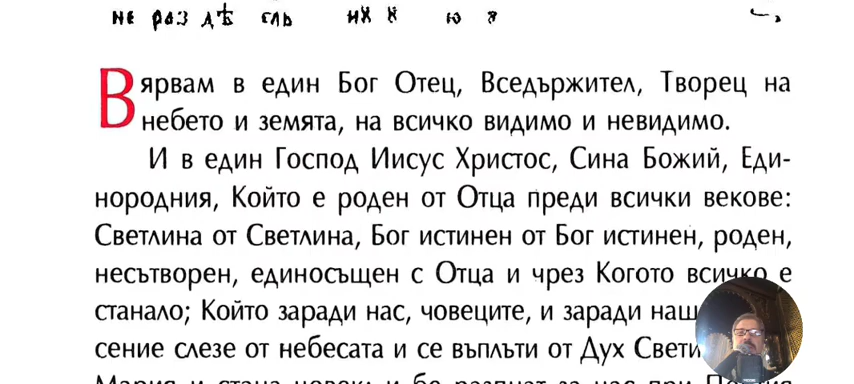 Вярвам в един Бог Отец, Вседържител, Творец на
небето и земята, на всичко видимо и невидимо.
И в един Господ Иисус Христос, Сина Божий, Еди-
нородния, Който е роден от Отца преди всички векове:
Светлина от Светлина, Бог истинен от Бог истинен, роден,
несътворен, единосъщен с Отца и чрез Когото всичко е
станало; Който заради нас, човеците, и заради наш
сение слезе от небесата и се въплъти от Дух Свети